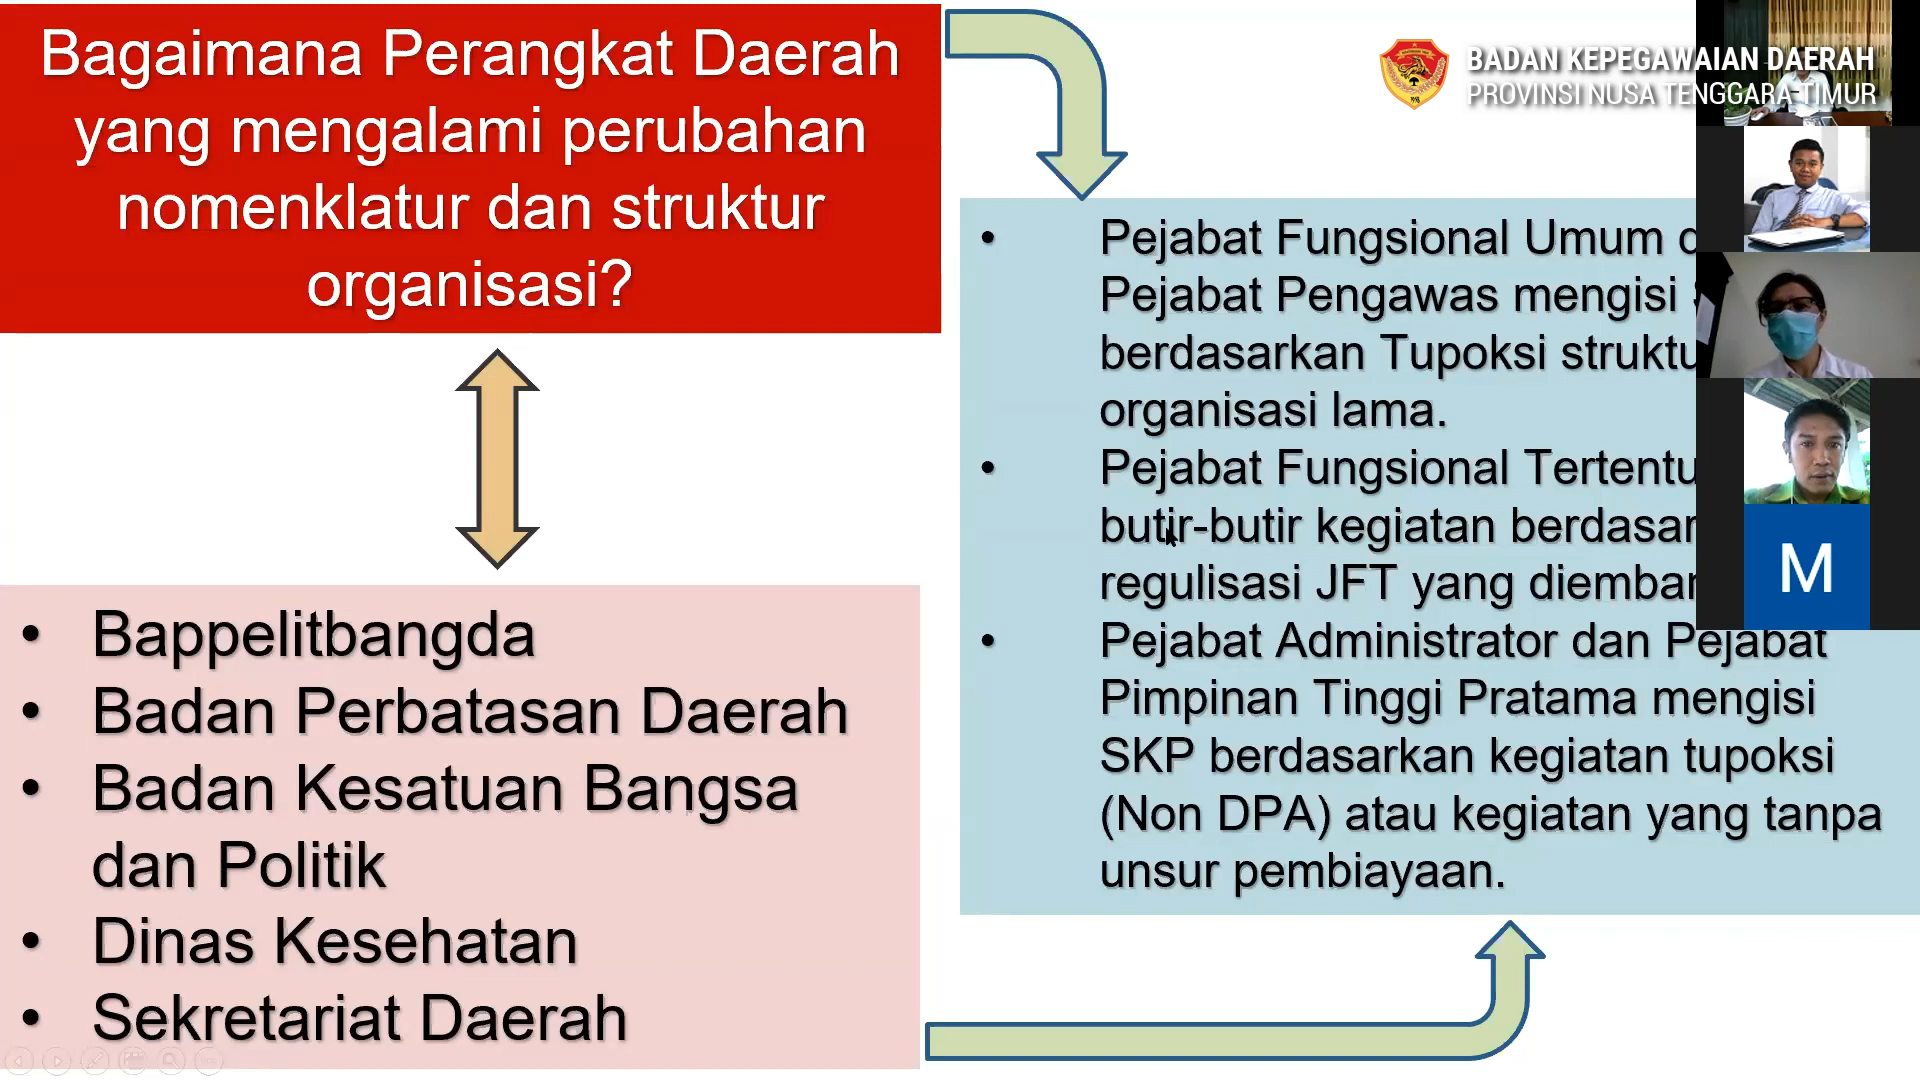 Bagaimana Perangkat Daerah
yang mengalami perubahan
nomenklatur dan struktur
organisasi?
BADAN KEPEGAWAIAN DAERAH
PROVINSI NUSA TENGGARA TIMUR
• Pejabat Fungsional Umum
Pejabat Pengawas mengisi
berdasarkan Tupoksi
organisasi lama.
• Pejabat Fungsional Tertentu
butir-butir kegiatan
regulisasi JFT yang
• Pejabat Administrator dan Pejabat
Pimpinan Tinggi Pratama mengisi
SKP berdasarkan kegiatan tupoksi
(Non DPA) atau kegiatan yang tanpa
unsur pembiayaan.
M
• Bappelitbangda
• Badan Perbatasan Daerah
• Badan Kesatuan Bangsa
dan Politik
• Dinas Kesehatan
• Sekretariat Daerah